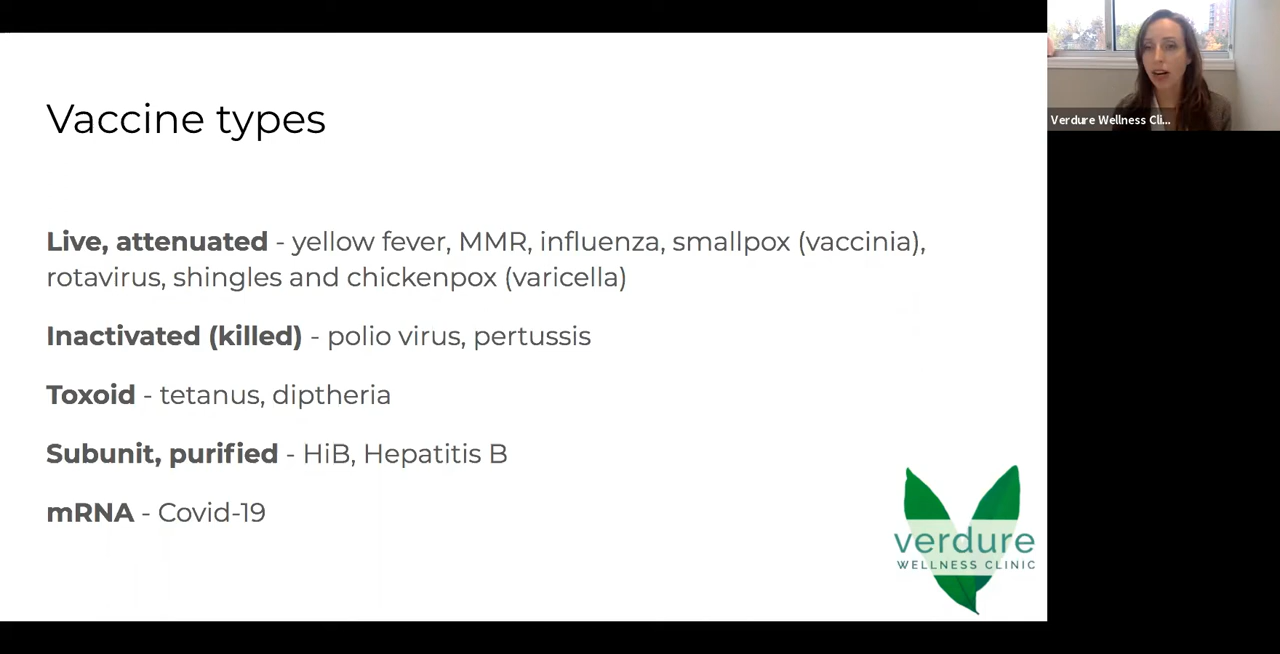 Vaccine types
Live, attenuated - yellow fever, MMR, influenza, smallpox (vaccinia),
rotavirus, shingles and chickenpox (varicella)
Inactivated (killed) - polio virus, pertussis
Toxoid - tetanus, diptheria
Subunit, purified - HiB, Hepatitis B
mRNA - Covid-19
verdure
WELLNESS CLINIC
Verdure Wellness Cli...